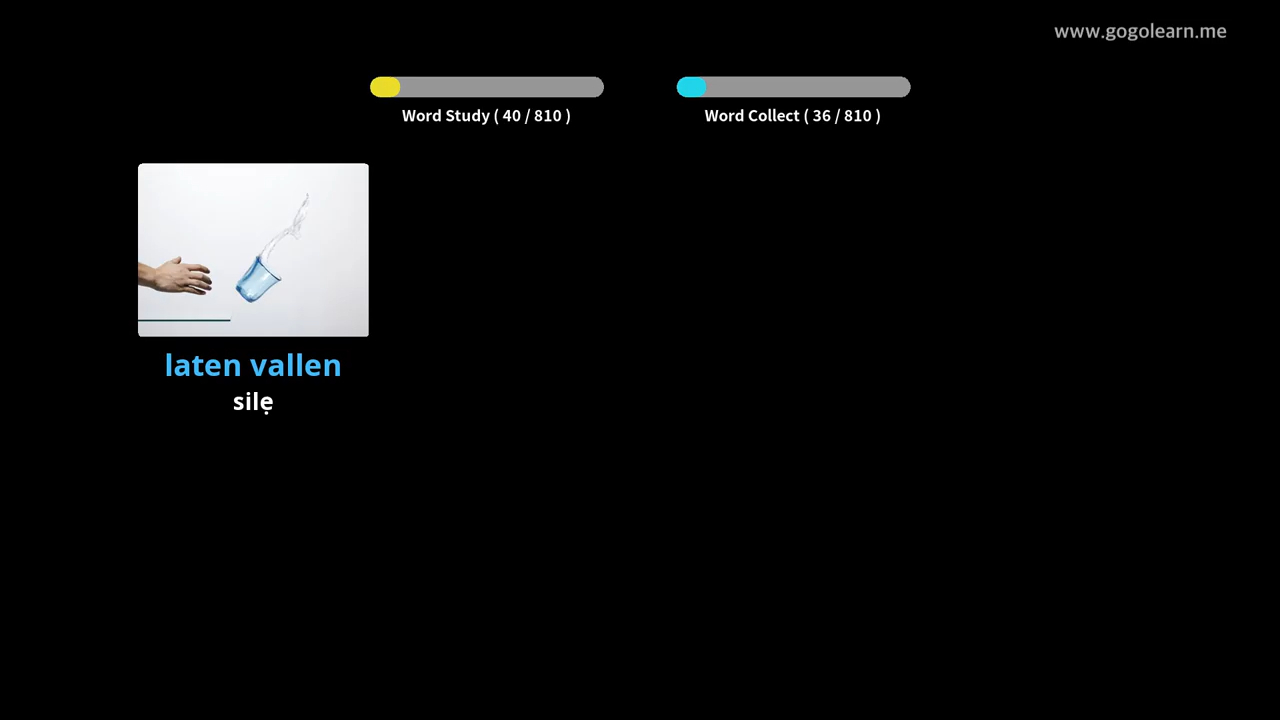 www.gogolearn.me
Word Study ( 40 / 810 )
Word Collect ( 36 / 810 )
laten vallen
silẹ